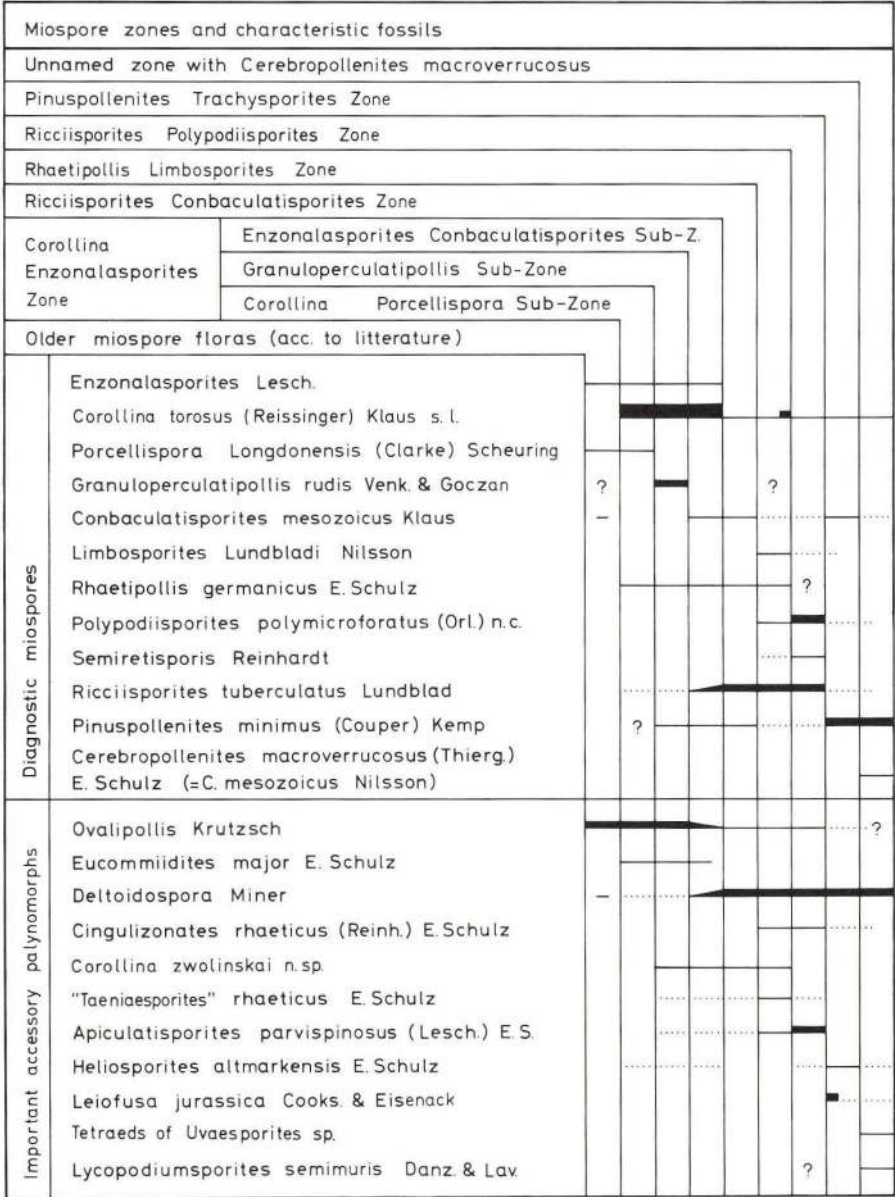 Miospore zones and characteristic fossils
Unnamed zone with Cerebropollenites macroverrucosus
Pinuspollenites Trachysporites Zone
Ricciisporites Polypodiisporites Zone
Rhaetipollis Limbosporites Zone
Ricciisporites Conbaculatisporites Zone
Corollina
Enzonalasporites
Zone
Enzonalasporites Conbaculatisporites Sub-Z.
Granuloperculatipollis Sub-Zone
Corollina Porcellispora Sub-Zone
Older miospore floras (acc. to litterature)
Diagnostic miospores
Enzonalasporites Lesch.
Corollina torosus (Reissinger) Klaus s. l.
Porcellispora Longdonensis (Clarke) Scheuring
Granuloperculatipollis rudis Venk. & Goczan ? ?
Conbaculatisporites mesozoicus Klaus
Limbosporites Lundbladi Nilsson
Rhaetipollis germanicus E. Schulz ?
Polypodiisporites polymicroforatus (Orl.) n.c.
Semiretisporis Reinhardt
Ricciisporites tuberculatus Lundblad
Pinuspollenites minimus (Couper) Kemp ?
Cerebropollenites macroverrucosus (Thierg.)
E. Schulz (=C. mesozoicus Nilsson)
Important accessory palynomorphs
Ovalipollis Krutzsch ?
Eucommiidites major E. Schulz
Deltoidospora Miner
Cingulizonates rhaeticus (Reinh.) E. Schulz
Corollina zwolinskai n. sp.
"Taeniaesporites" rhaeticus E. Schulz
Apiculatisporites parvispinosus (Lesch.) E. S.
Heliosporites altmarkensis E. Schulz
Leiofusa jurassica Cooks. & Eisenack
Tetraeds of Uvaesporites sp.
Lycopodiumsporites semimuris Danz. & Lav. ?